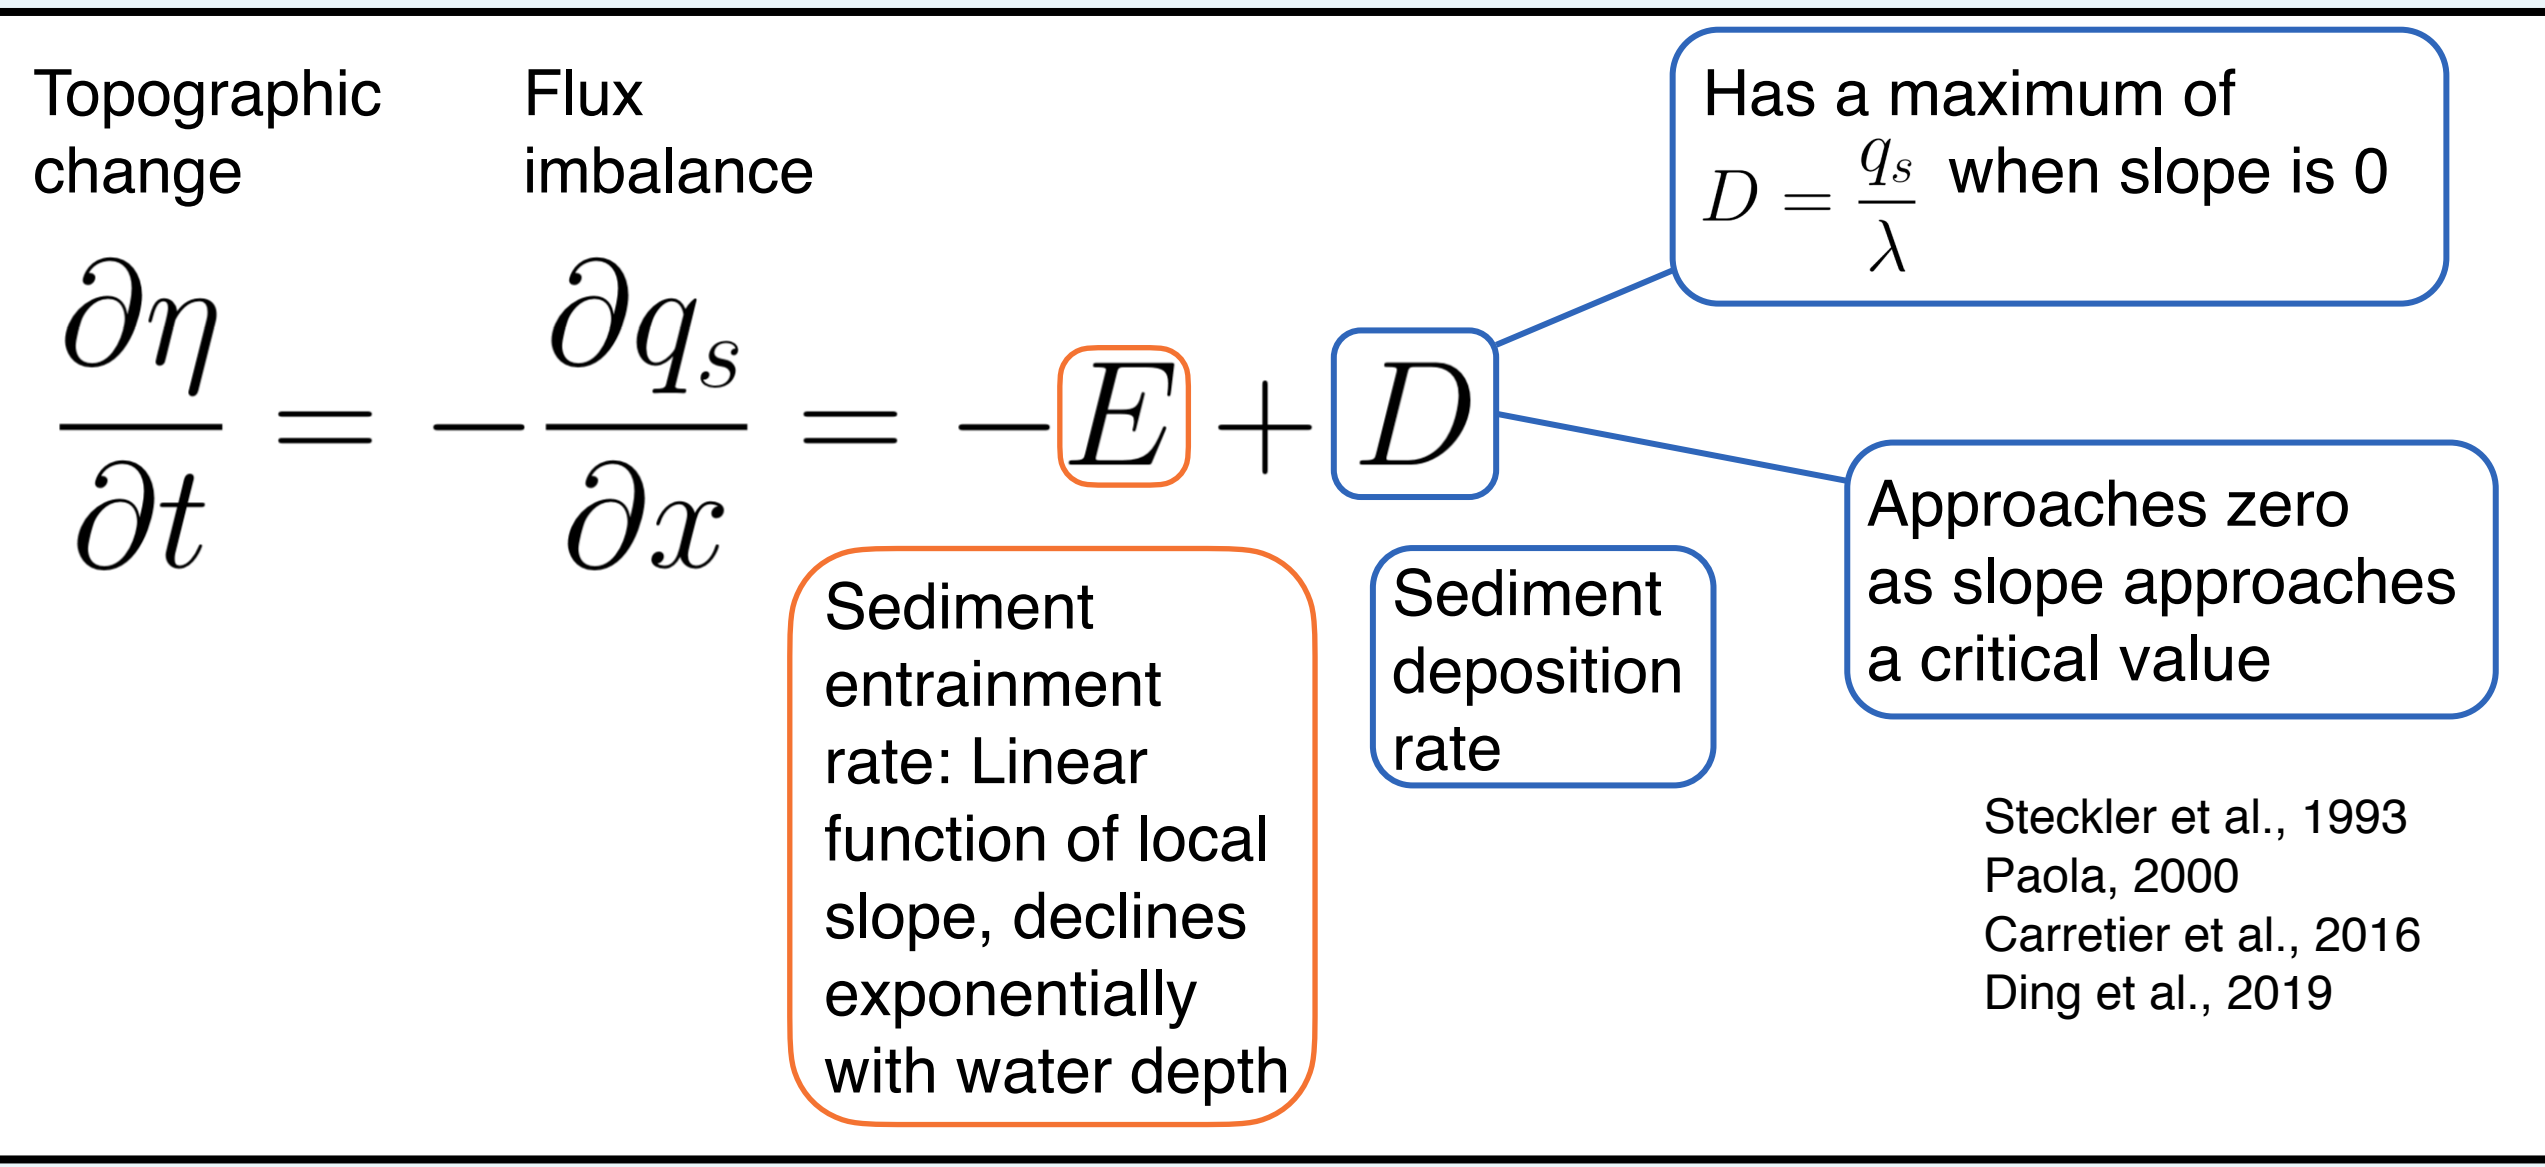 Topographic change
Flux imbalance
∂η/∂t = −∂qₛ/∂x = −E + D
Has a maximum of
D = qₛ/λ when slope is 0
Approaches zero
as slope approaches
a critical value
Sediment
entrainment
rate: Linear
function of local
slope, declines
exponentially
with water depth
Sediment
deposition
rate
Steckler et al., 1993
Paola, 2000
Carretier et al., 2016
Ding et al., 2019